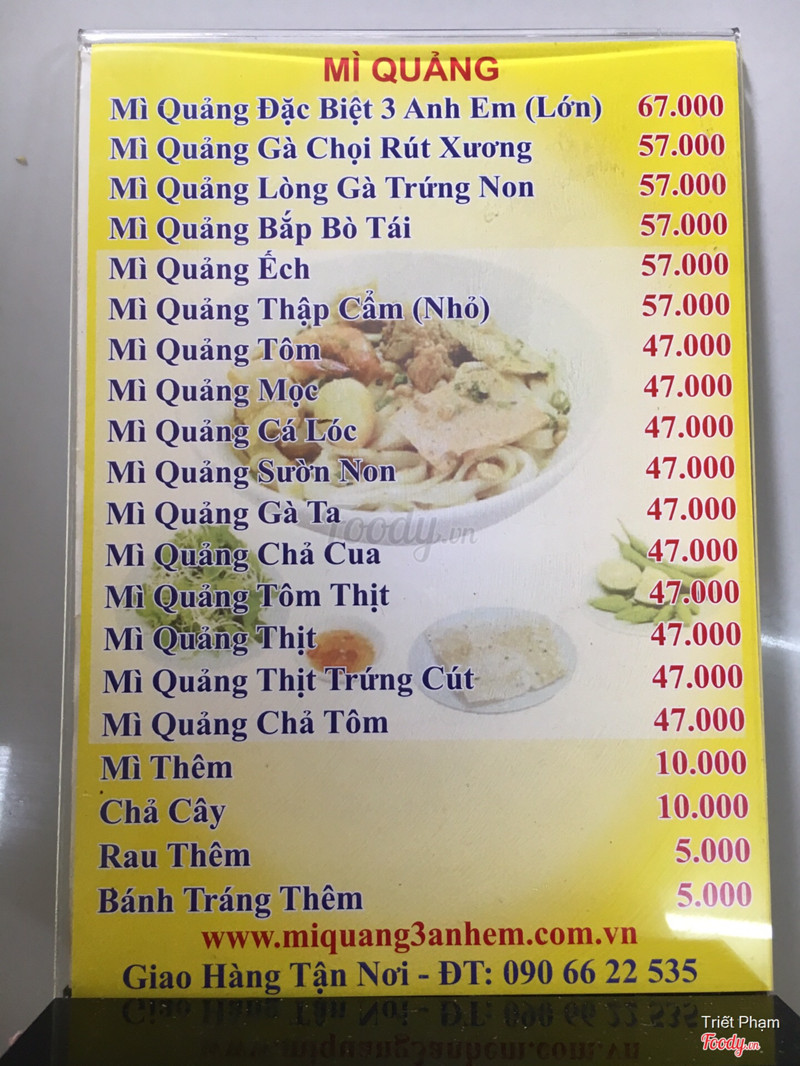 MÌ QUẢNG
Mì Quảng Đặc Biệt 3 Anh Em (Lớn) 67.000
Mì Quảng Gà Chọi Rút Xương 57.000
Mì Quảng Lòng Gà Trứng Non 57.000
Mì Quảng Bắp Bò Tái 57.000
Mì Quảng Ếch 57.000
Mì Quảng Thập Cẩm (Nhỏ) 57.000
Mì Quảng Tôm 47.000
Mì Quảng Mọc 47.000
Mì Quảng Cá Lóc 47.000
Mì Quảng Sườn Non 47.000
Mì Quảng Gà Ta 47.000
foody.vn
Mì Quảng Chả Cua 47.000
Mì Quảng Tôm Thịt 47.000
Mì Quảng Thịt 47.000
Mì Quảng Thịt Trứng Cút 47.000
Mì Quảng Chả Tôm 47.000
Mì Thêm 10.000
Chả Cây 10.000
Rau Thêm 5.000
Bánh Tráng Thêm 5.000
www.miquang3anhem.com.vn
Giao Hàng Tận Nơi - ĐT: 090 66 22 535
Triết Phạm
Foody.vn